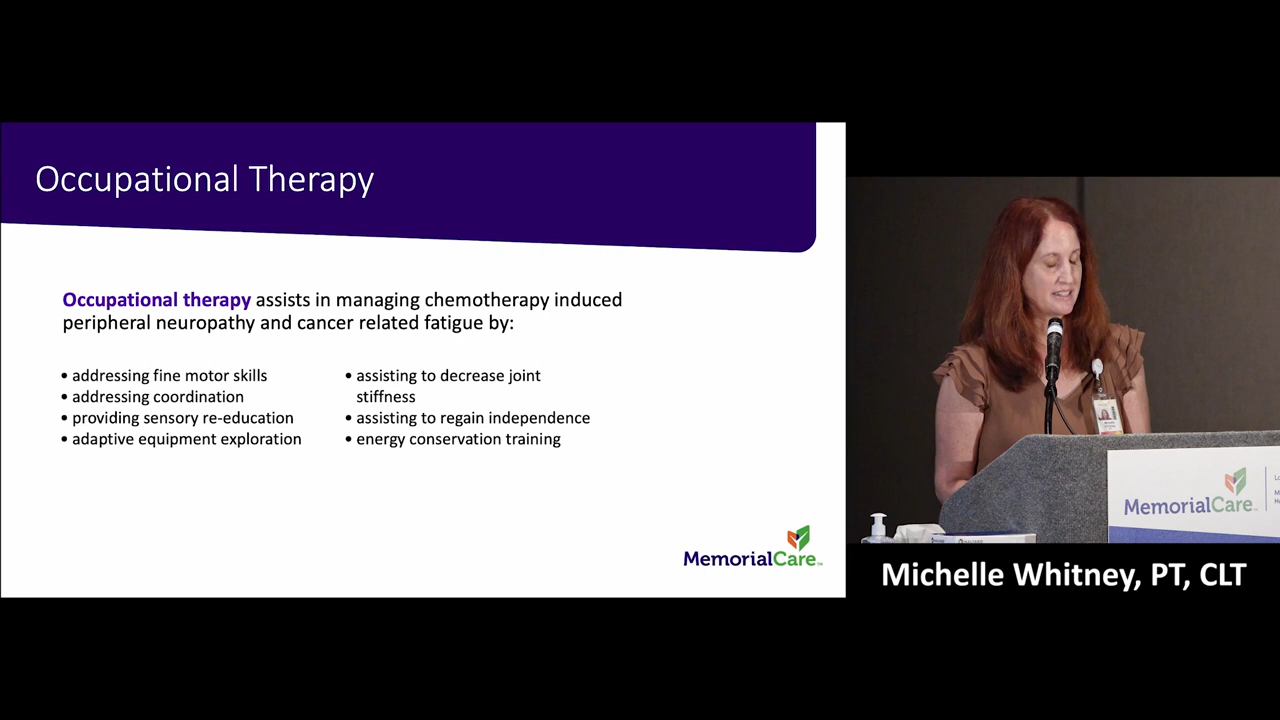 Occupational Therapy
Occupational therapy assists in managing chemotherapy induced
peripheral neuropathy and cancer related fatigue by:
• addressing fine motor skills
• addressing coordination
• providing sensory re-education
• adaptive equipment exploration
• assisting to decrease joint
stiffness
• assisting to regain independence
• energy conservation training
MemorialCare™
MemorialCare
Michelle Whitney, PT, CLT